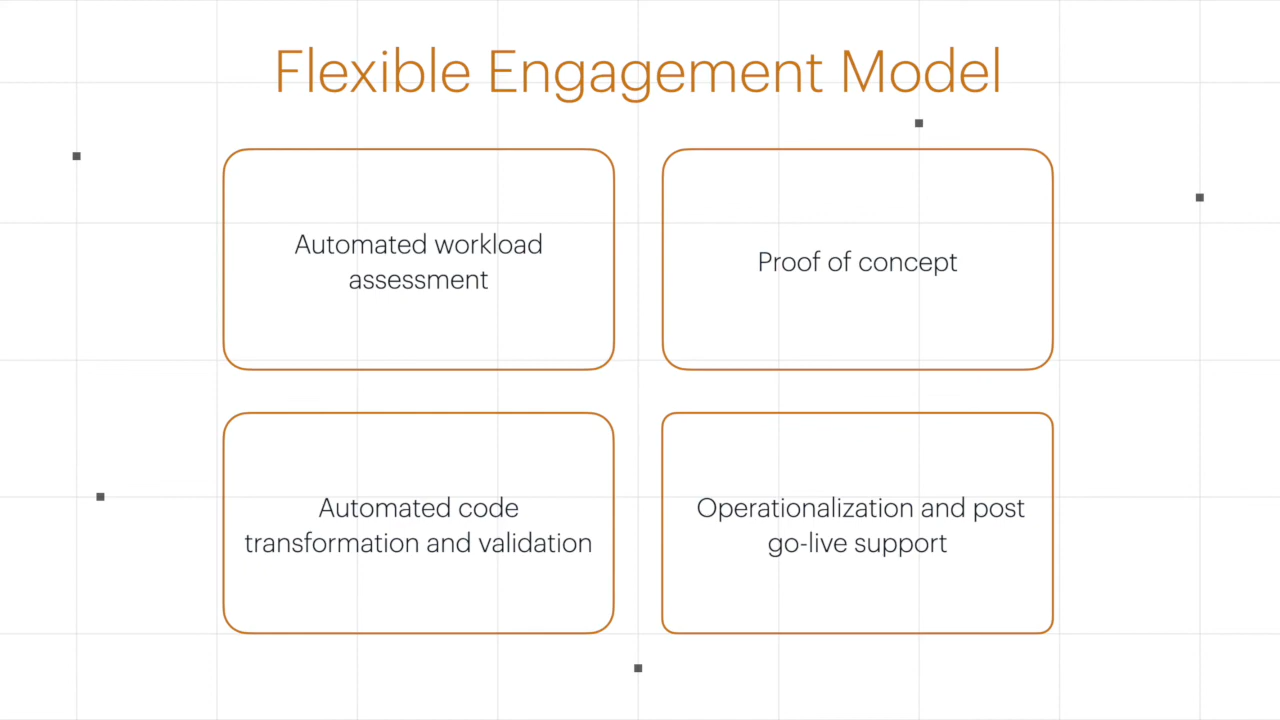 Flexible Engagement Model
Automated workload
assessment
Proof of concept
Automated code
transformation and validation
Operationalization and post
go-live support